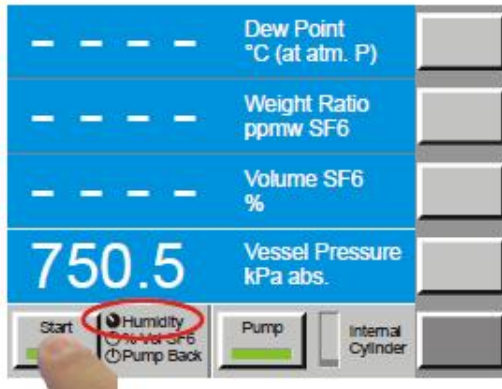 – – – –
Dew Point
°C (at atm. P)
– – – –
Weight Ratio
ppmw SF6
– – – –
Volume SF6
%
750.5
Vessel Pressure
kPa abs.
Start
Humidity
% Vol SF6
Pump Back
Pump
Internal
Cylinder